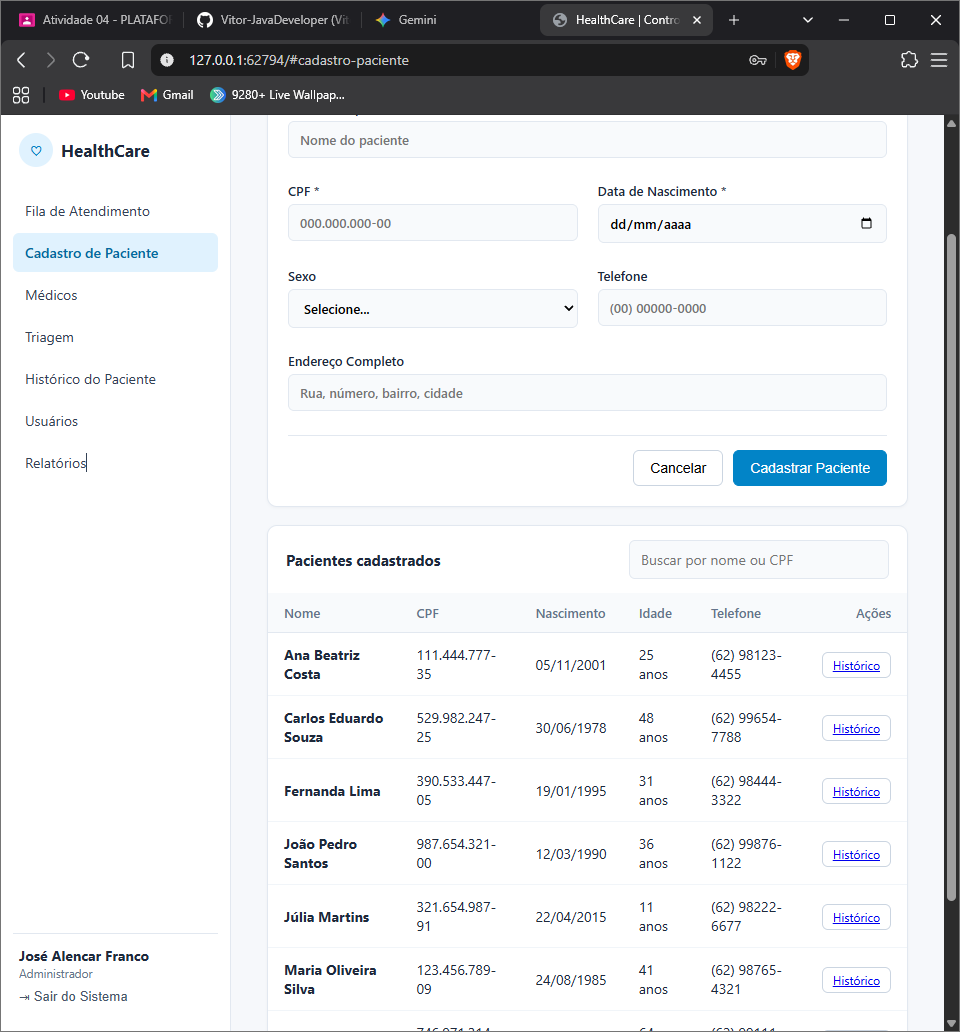 Atividade 04 - PLATAFO
Vitor-JavaDeveloper (Vit
Gemini
HealthCare | Contro
127.0.0.1:62794/#cadastro-paciente
Youtube
Gmail
9280+ Live Wallpap...
HealthCare
Fila de Atendimento
Cadastro de Paciente
Médicos
Triagem
Histórico do Paciente
Usuários
Relatórios
José Alencar Franco
Administrador
⇥ Sair do Sistema
Nome do paciente
CPF *
Data de Nascimento *
000.000.000-00
dd/mm/aaaa
Sexo
Telefone
Selecione...
(00) 00000-0000
Endereço Completo
Rua, número, bairro, cidade
Cancelar
Cadastrar Paciente
Pacientes cadastrados
Buscar por nome ou CPF
Nome CPF Nascimento Idade Telefone Ações
Ana Beatriz Costa 111.444.777-35 05/11/2001 25 anos (62) 98123-4455 Histórico
Carlos Eduardo Souza 529.982.247-25 30/06/1978 48 anos (62) 99654-7788 Histórico
Fernanda Lima 390.533.447-05 19/01/1995 31 anos (62) 98444-3322 Histórico
João Pedro Santos 987.654.321-00 12/03/1990 36 anos (62) 99876-1122 Histórico
Júlia Martins 321.654.987-91 22/04/2015 11 anos (62) 98222-6677 Histórico
Maria Oliveira Silva 123.456.789-09 24/08/1985 41 anos (62) 98765-4321 Histórico